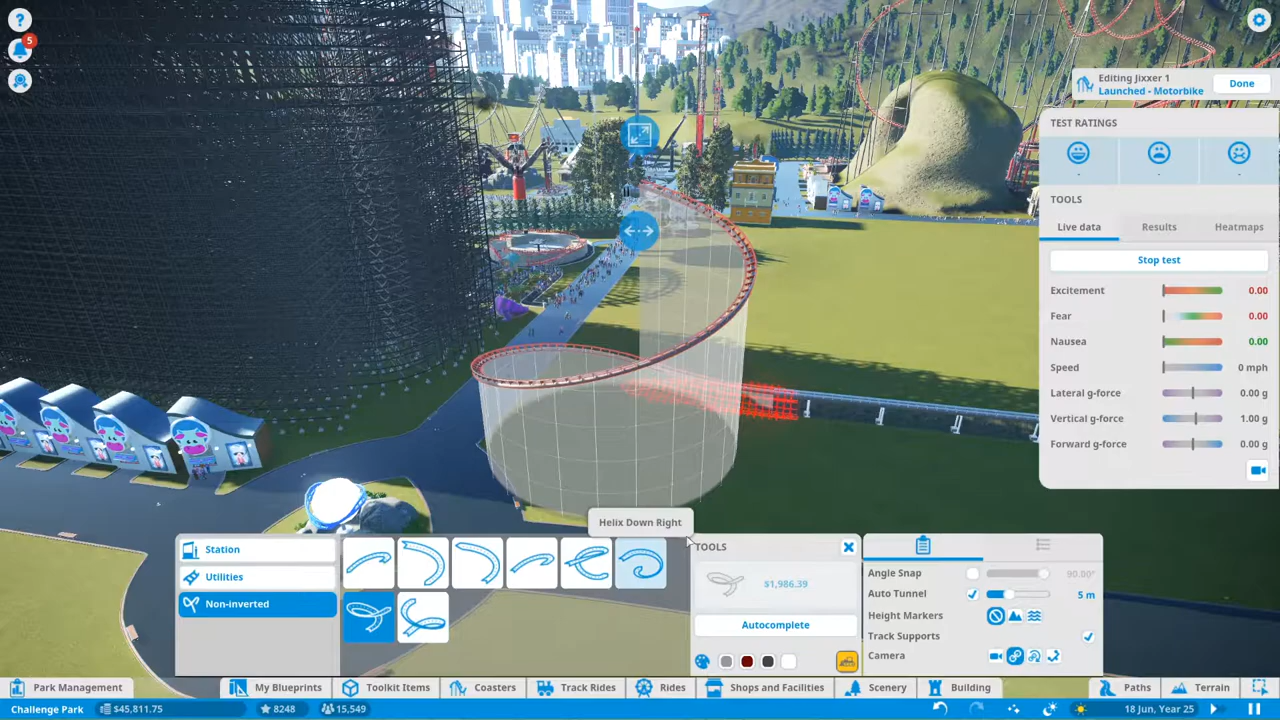 ?
5
Editing Jixxer 1
Launched - Motorbike
Done
TEST RATINGS
- - -
TOOLS
Live data Results Heatmaps
Stop test
Excitement 0.00
Fear 0.00
Nausea 0.00
Speed 0 mph
Lateral g-force 0.00 g
Vertical g-force 1.00 g
Forward g-force 0.00 g
Helix Down Right
Station
Utilities
Non-inverted
TOOLS
$1,986.39
Autocomplete
Angle Snap 90.00°
Auto Tunnel 5 m
Height Markers
Track Supports
Camera
Park Management My Blueprints Toolkit Items Coasters Track Rides Rides Shops and Facilities Scenery Building Paths Terrain
Challenge Park $45,811.75 8248 15,549 18 Jun, Year 25